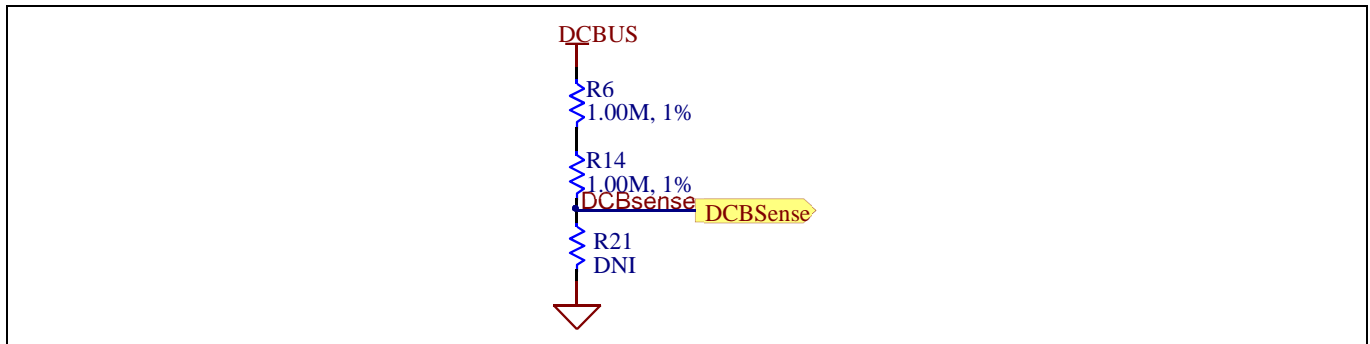 DCBUS
R6
1.00M, 1%
R14
1.00M, 1%
DCBsense
DCBSense
R21
DNI